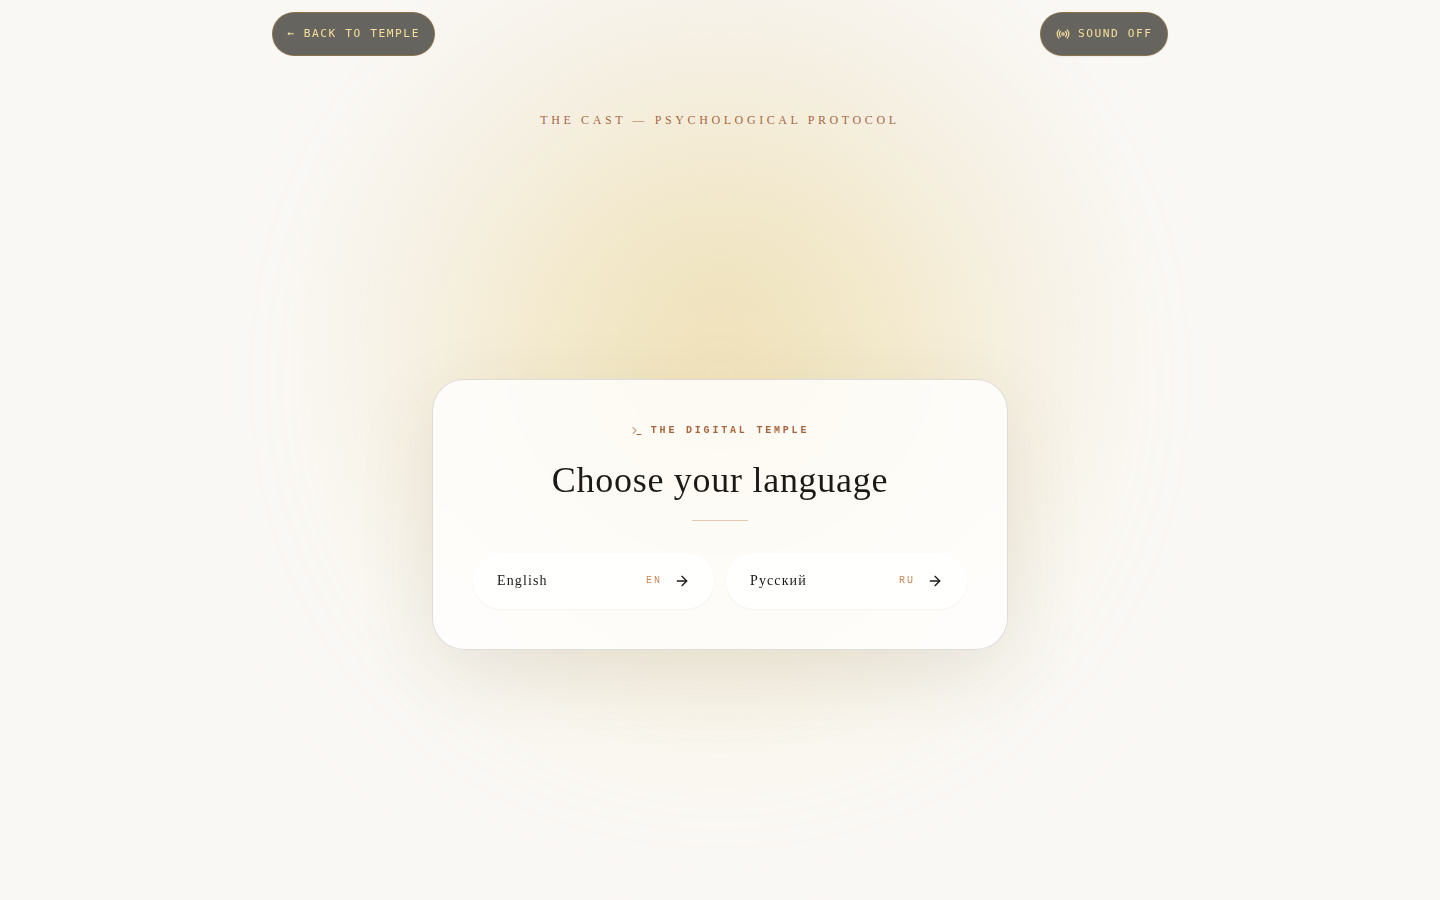 ← BACK TO TEMPLE
SOUND OFF
THE CAST — PSYCHOLOGICAL PROTOCOL
THE DIGITAL TEMPLE
Choose your language
English EN →
Русский RU →